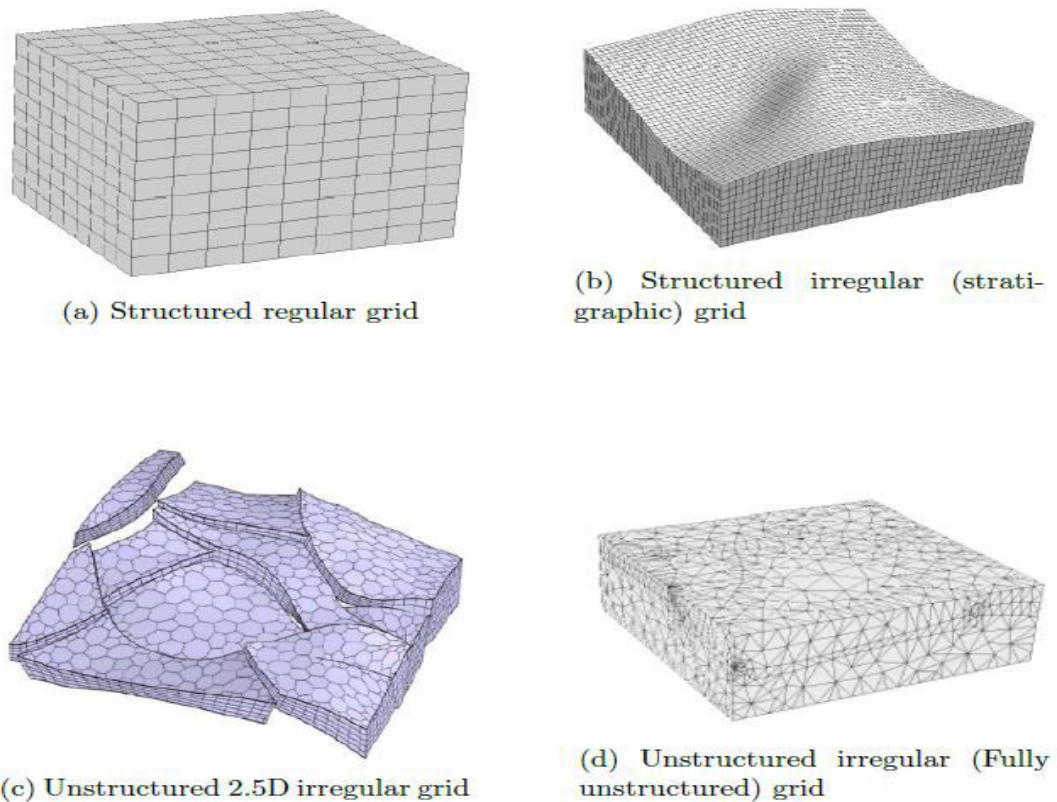 (a) Structured regular grid
(b) Structured irregular (strati-
graphic) grid
(c) Unstructured 2.5D irregular grid
(d) Unstructured irregular (Fully
unstructured) grid